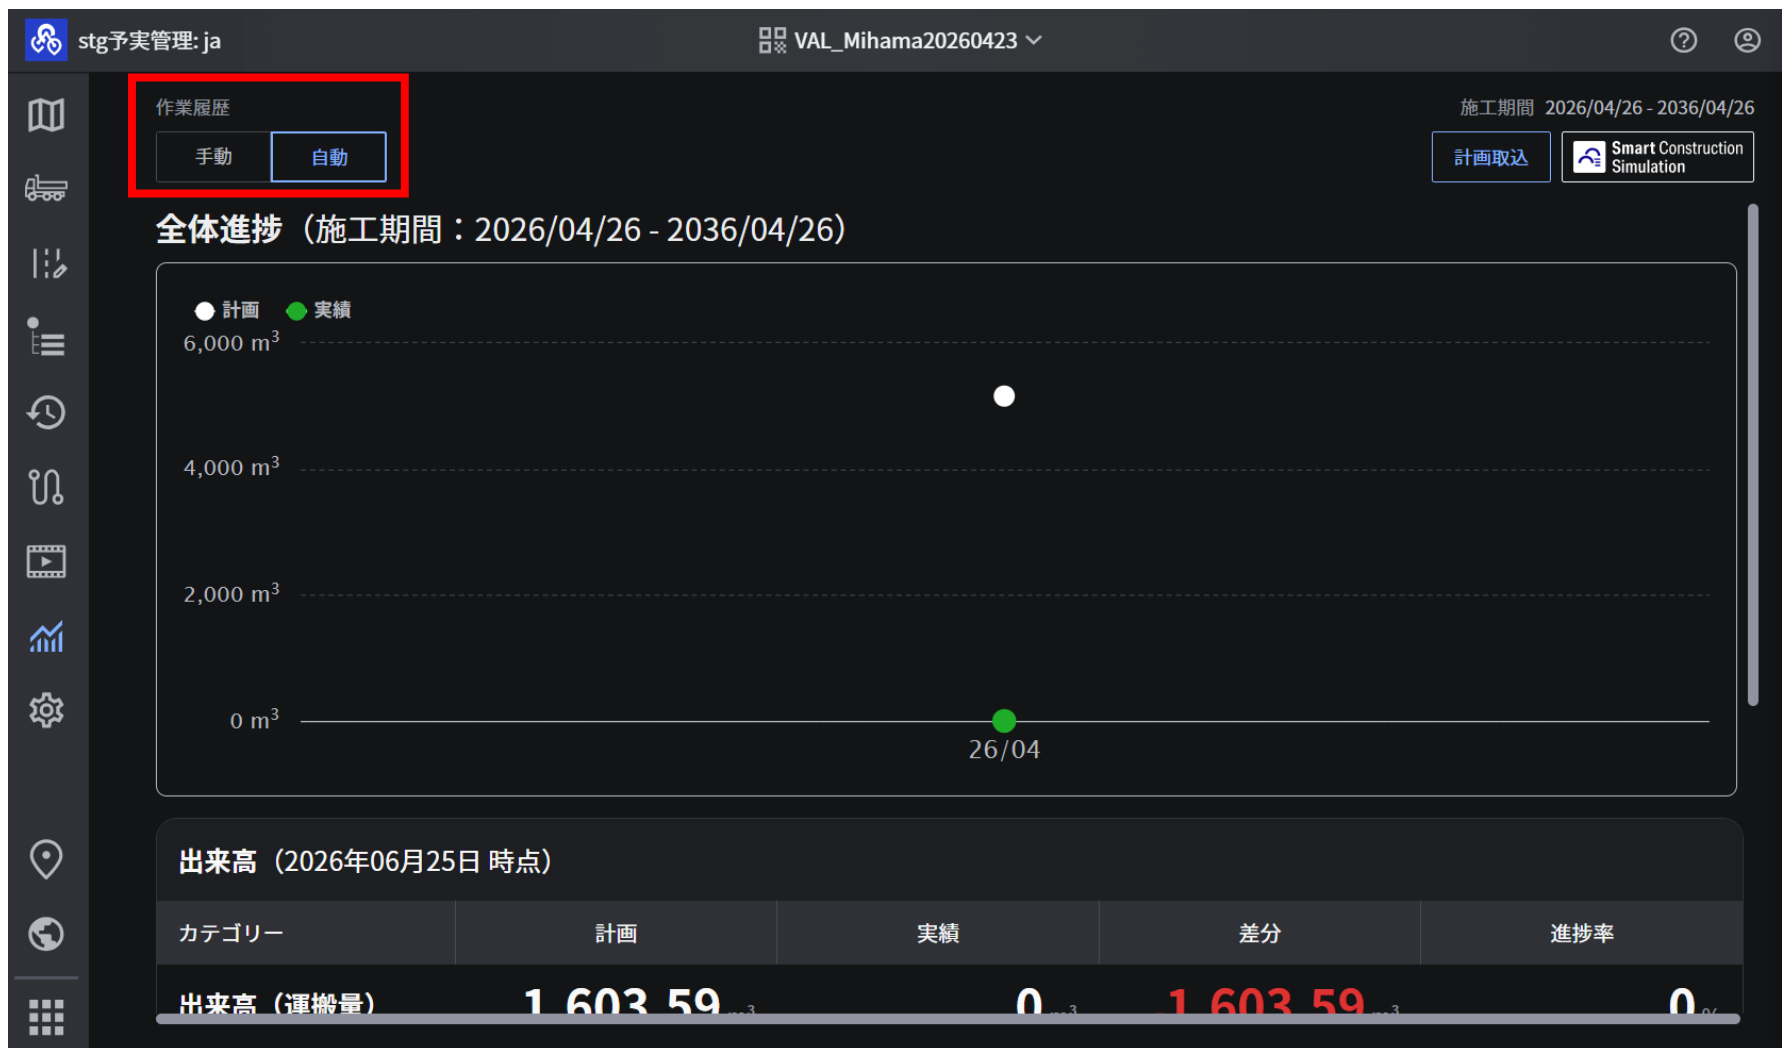 stg予実管理: ja
VAL_Mihama20260423
作業履歴
手動 自動
施工期間 2026/04/26 - 2036/04/26
計画取込
Smart Construction
Simulation
全体進捗（施工期間：2026/04/26 - 2036/04/26）
計画 実績
6,000 m³
4,000 m³
2,000 m³
0 m³
26/04
出来高（2026年06月25日 時点）
カテゴリー 計画 実績 差分 進捗率
出来高（運搬量） 1,603.59 m³ 0 m³ -1,603.59 m³ 0 %